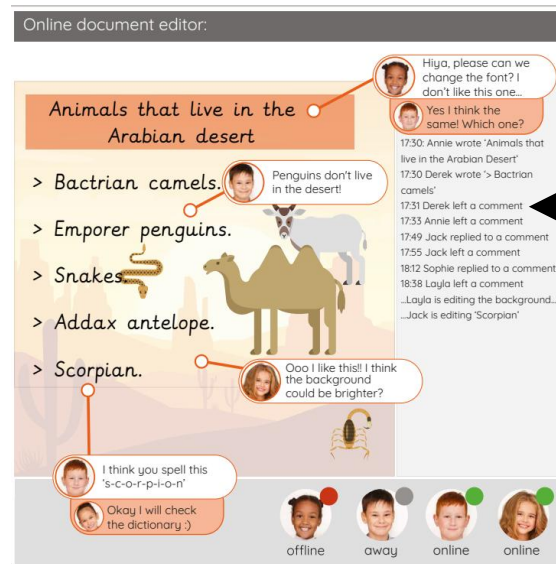 Online document editor:
Hiya, please can we
change the font? I
don't like this one...
Yes I think the
same! Which one?
Animals that live in the
Arabian desert
> Bactrian camels.
Penguins don't live
in the desert!
> Emporer penguins.
> Snakes
> Addax antelope.
> Scorpian.
Ooo I like this!! I think
the background
could be brighter?
I think you spell this
's-c-o-r-p-i-o-n'
Okay I will check
the dictionary :)
17:30: Annie wrote 'Animals that
live in the Arabian Desert'
17:30 Derek wrote '> Bactrian
camels'
17:31 Derek left a comment
17:33 Annie left a comment
17:49 Jack replied to a comment
17:55 Jack left a comment
18:12 Sophie replied to a comment
18:38 Layla left a comment
...Layla is editing the background...
...Jack is editing 'Scorpian'
offline
away
online
online